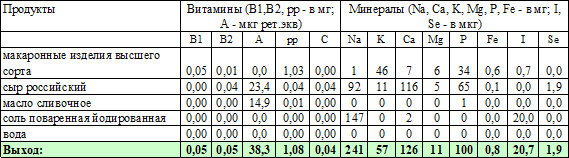 Продукты Витамины (B1,B2, pp - в мг; Минералы (Na, Ca, K, Mg, P, Fe - в мг; I,
A - мкг рет.экв) Se - в мкг)
B1 B2 A pp C Na K Ca Mg P Fe I Se
макаронные изделия высшего
сорта 0,05 0,01 0,0 1,03 0,00 1 46 7 6 34 0,6 0,7 0,0
сыр российский 0,00 0,04 23,4 0,04 0,04 92 11 116 5 65 0,1 0,0 1,9
масло сливочное 0,00 0,00 14,9 0,01 0,00 0 0 0 0 1 0,0 0,0 0,0
соль поваренная йодированная 0,00 0,00 0,0 0,00 0,00 147 0 2 0 0 0,0 20,0 0,0
вода 0,00 0,00 0,0 0,00 0,00 0 0 0 0 0 0,0 0,0 0,0
Выход: 0,05 0,05 38,3 1,08 0,04 241 57 126 11 100 0,8 20,7 1,9